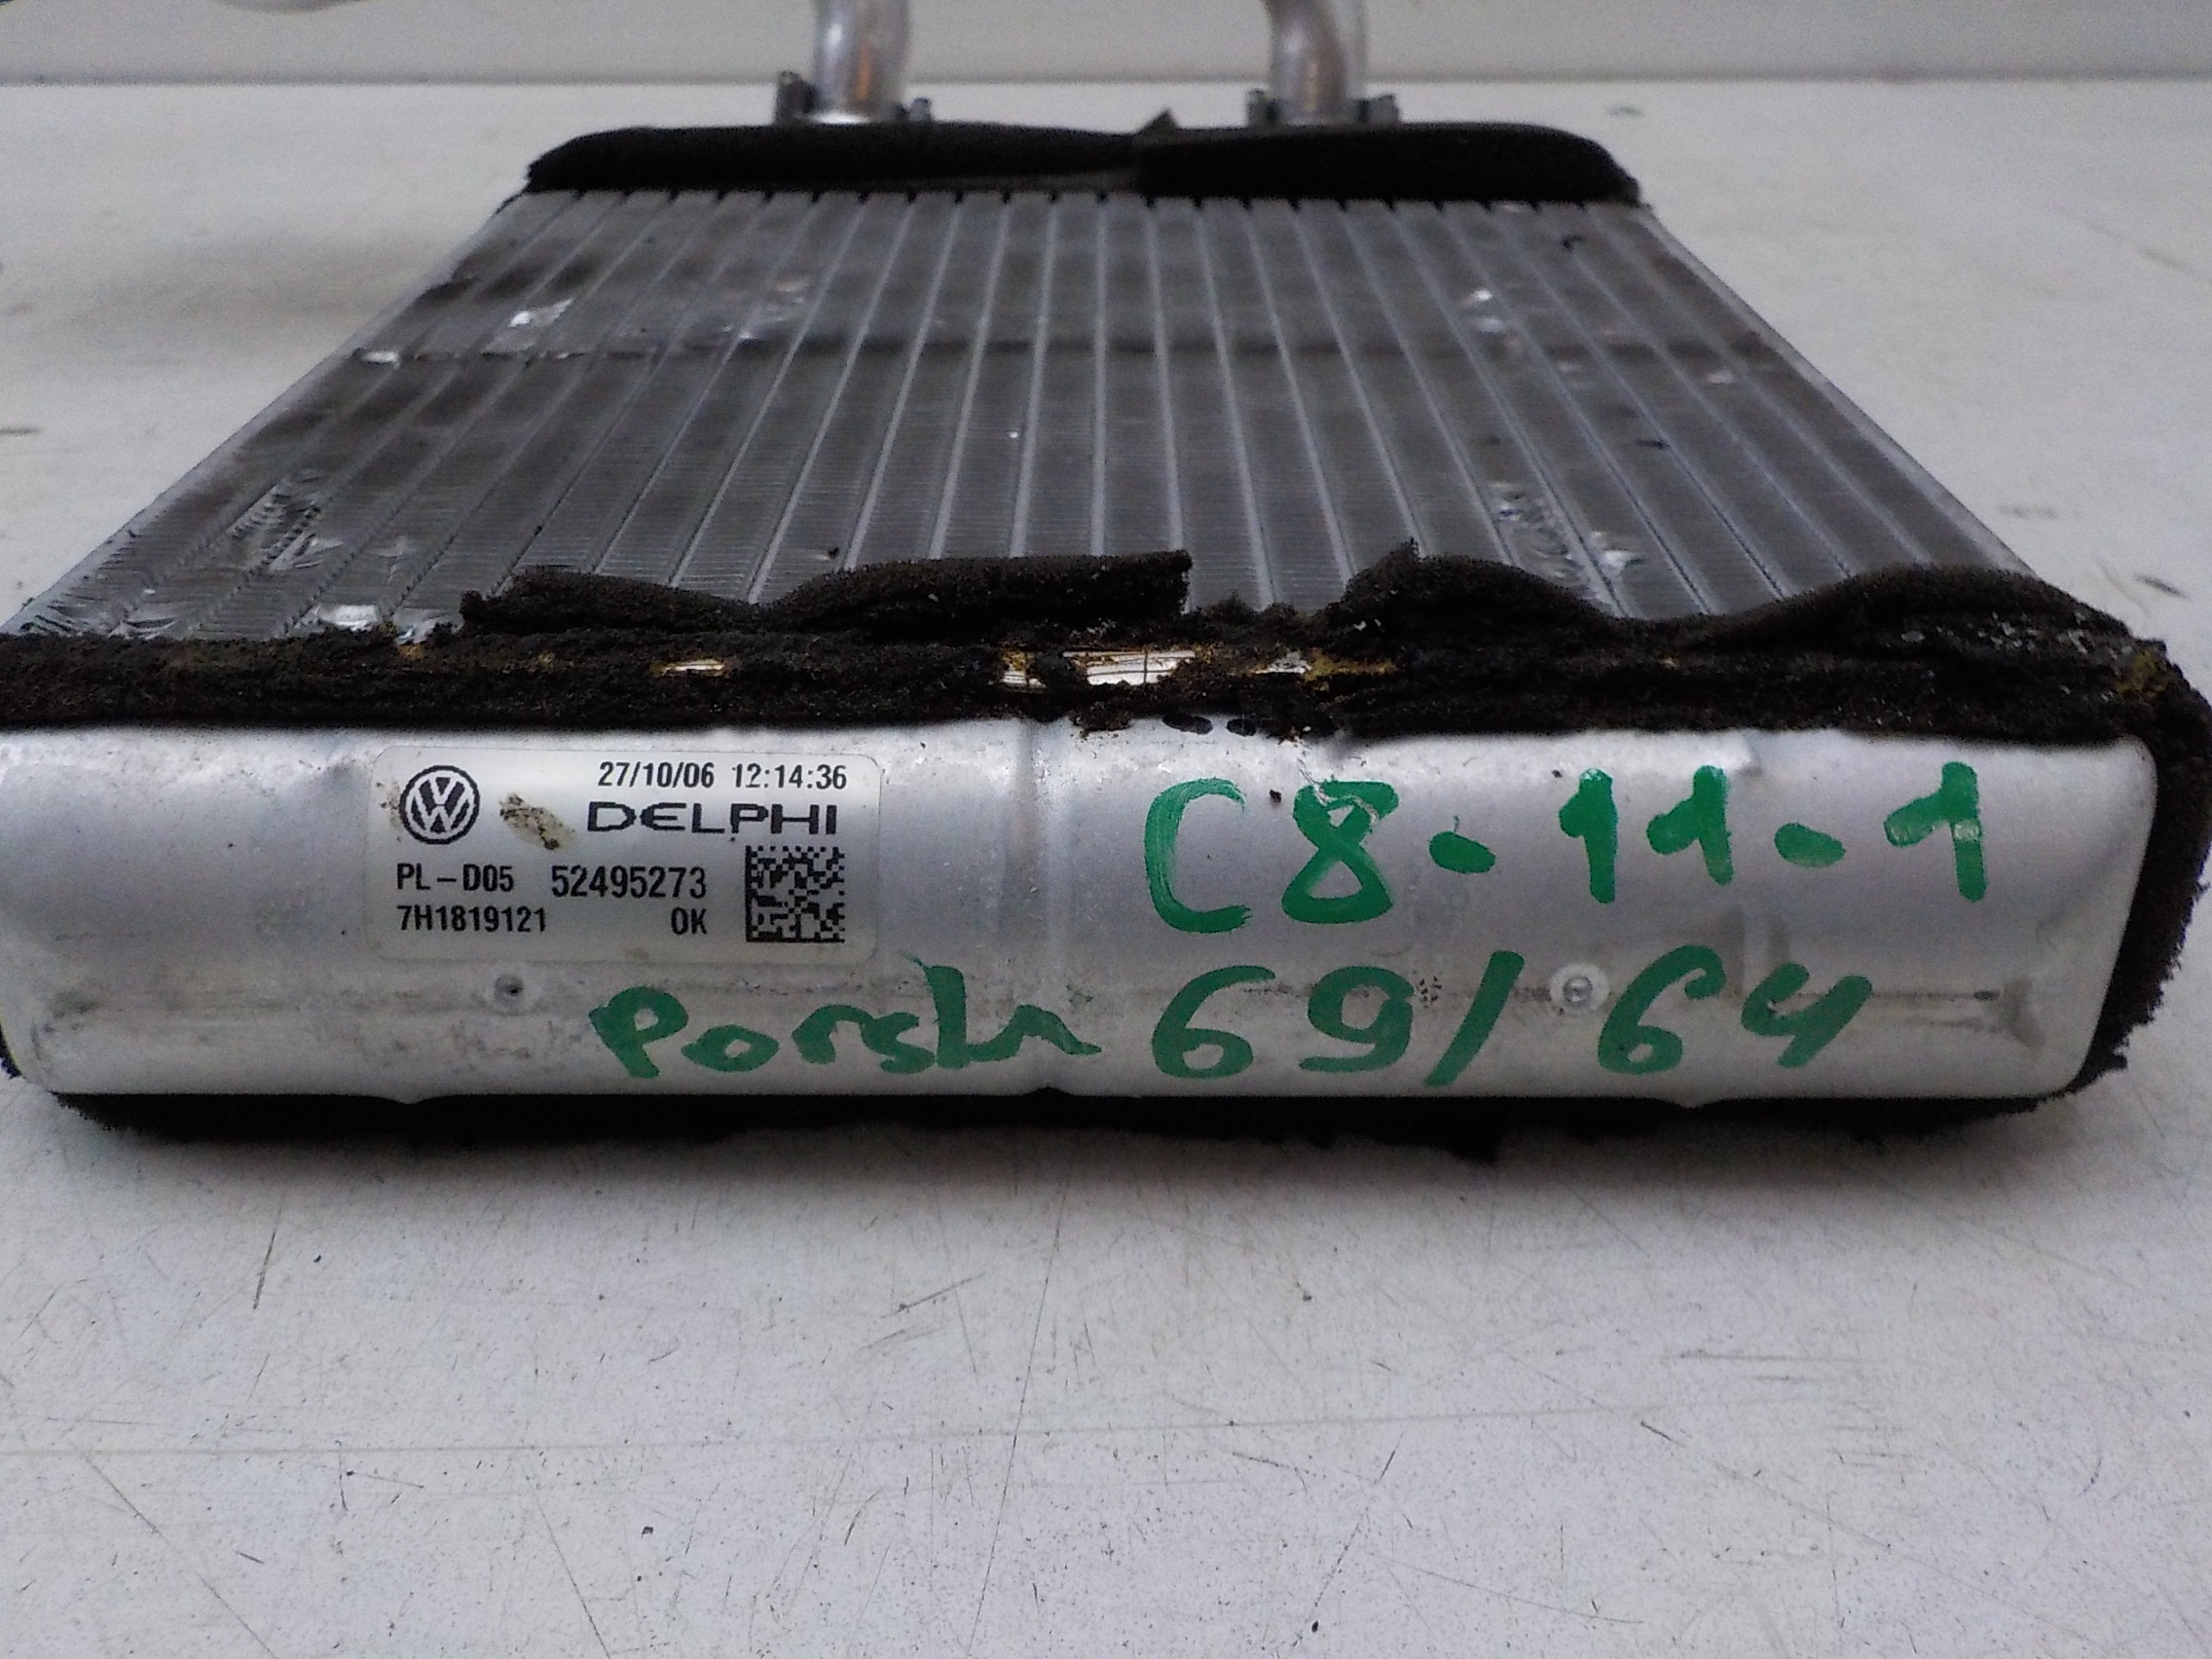 27/10/06 12:14:36
DELPHI
PL-D05 52495273
7H1819121 OK
C8-11-1
Porsh 69/64